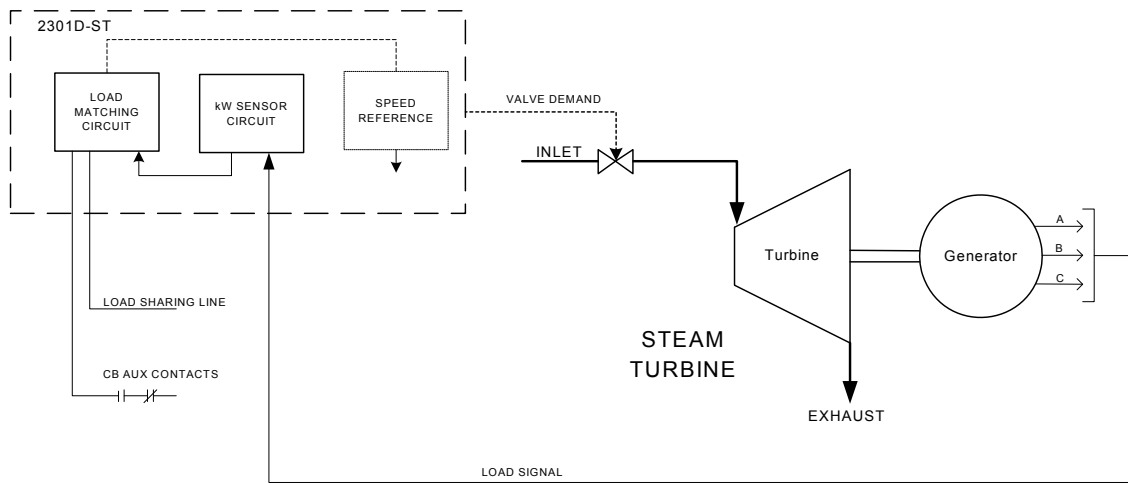 2301D-ST
LOAD
MATCHING
CIRCUIT
kW SENSOR
CIRCUIT
SPEED
REFERENCE
VALVE DEMAND
INLET
Turbine
Generator
A
B
C
LOAD SHARING LINE
STEAM
TURBINE
CB AUX CONTACTS
EXHAUST
LOAD SIGNAL